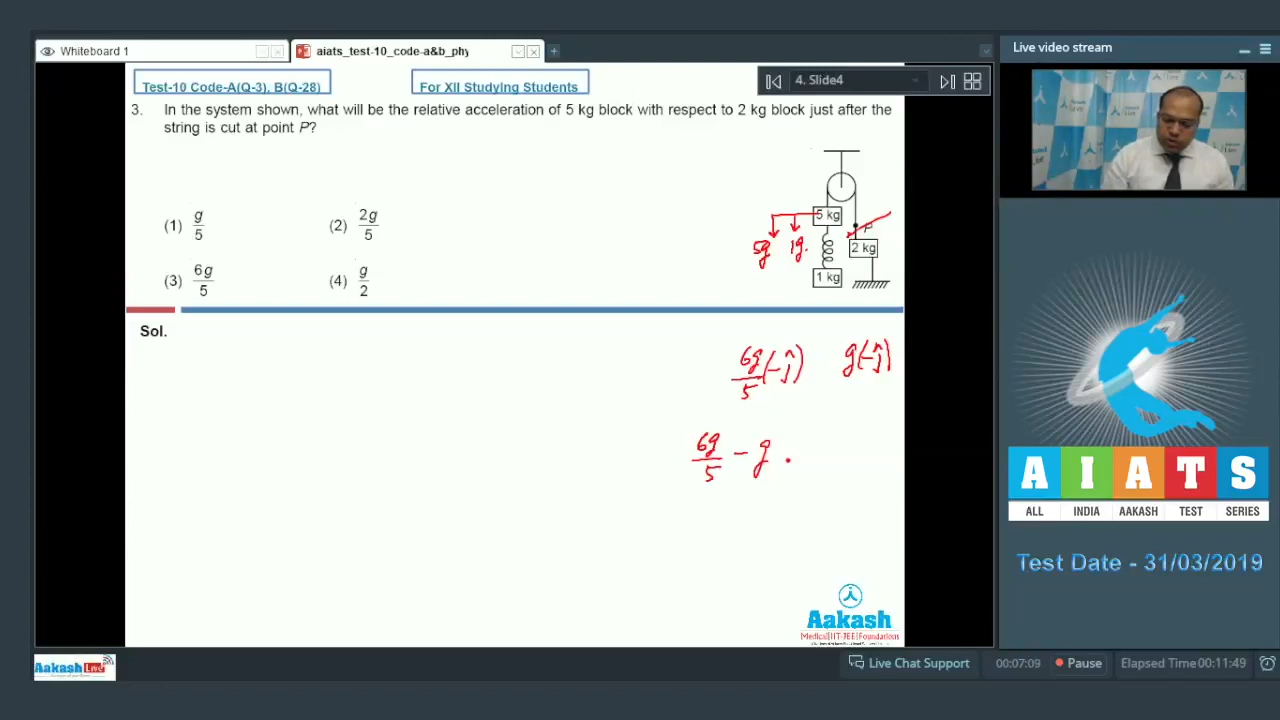 Whiteboard 1
aiats_test-10_code-a&b_phy
Live video stream
Test-10 Code-A(Q-3), B(Q-28)
For XII Studying Students
4. Slide4
3. In the system shown, what will be the relative acceleration of 5 kg block with respect to 2 kg block just after the
string is cut at point P?
(1) g/5
(2) 2g/5
(3) 6g/5
(4) g/2
5 kg
P
2 kg
1 kg
5g
1g.
Sol.
6g/5 (-ĵ)
g(-ĵ)
6g/5 - g .
A I A T S
ALL INDIA AAKASH TEST SERIES
Test Date - 31/03/2019
Aakash
Medical|IIT-JEE|Foundations
Aakash Live
Live Chat Support
00:07:09
Pause
Elapsed Time 00:11:49